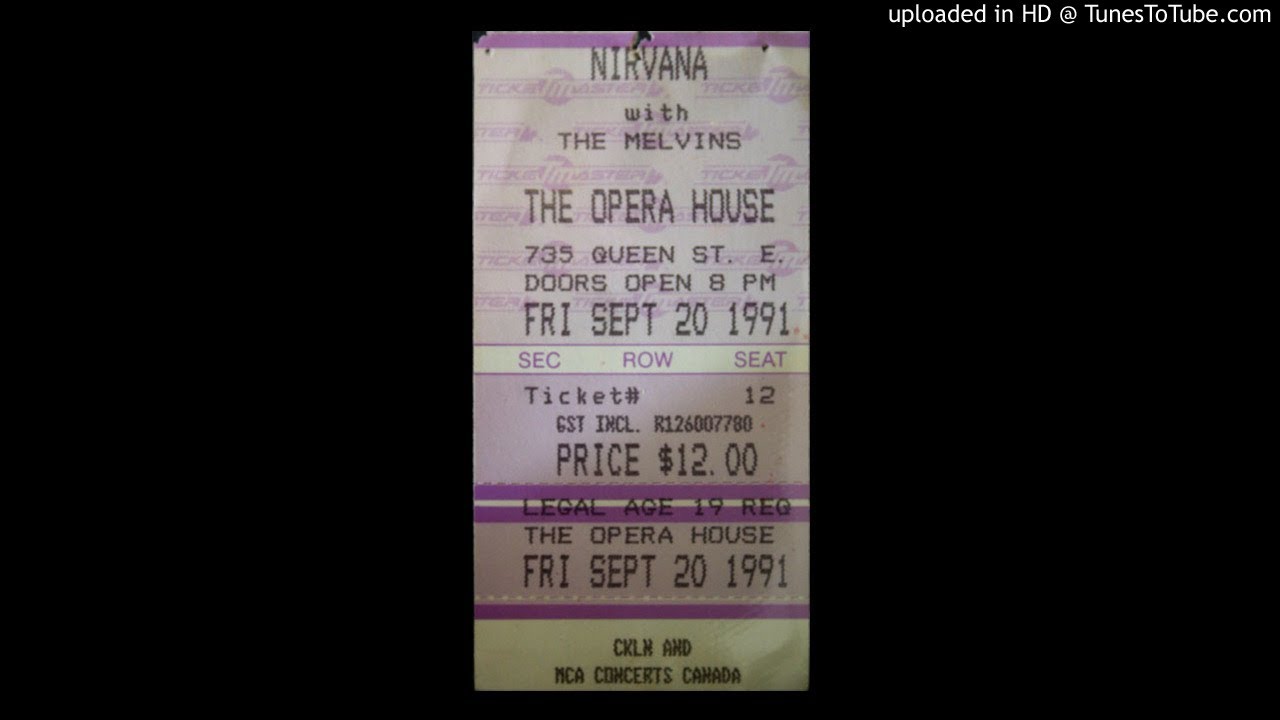 uploaded in HD @ TunesToTube.com
NIRVANA
with
THE MELVINS
THE OPERA HOUSE
735 QUEEN ST. E.
DOORS OPEN 8 PM
FRI SEPT 20 1991
SEC ROW SEAT
Ticket# 12
GST INCL. R126007780
PRICE $12.00
LEGAL AGE 19 REQ
THE OPERA HOUSE
FRI SEPT 20 1991
CKLN AND
MCA CONCERTS CANADA
TICKETMASTER